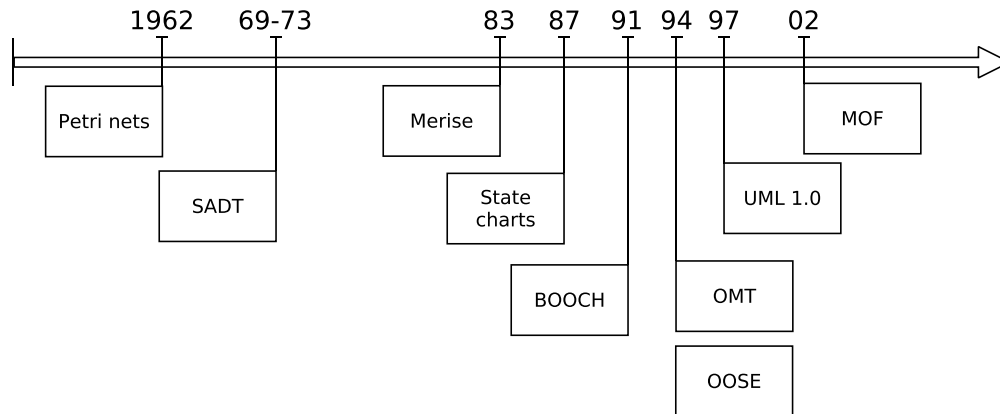 1962 69-73 83 87 91 94 97 02
Petri nets
Merise
MOF
SADT
State
charts
UML 1.0
BOOCH
OMT
OOSE